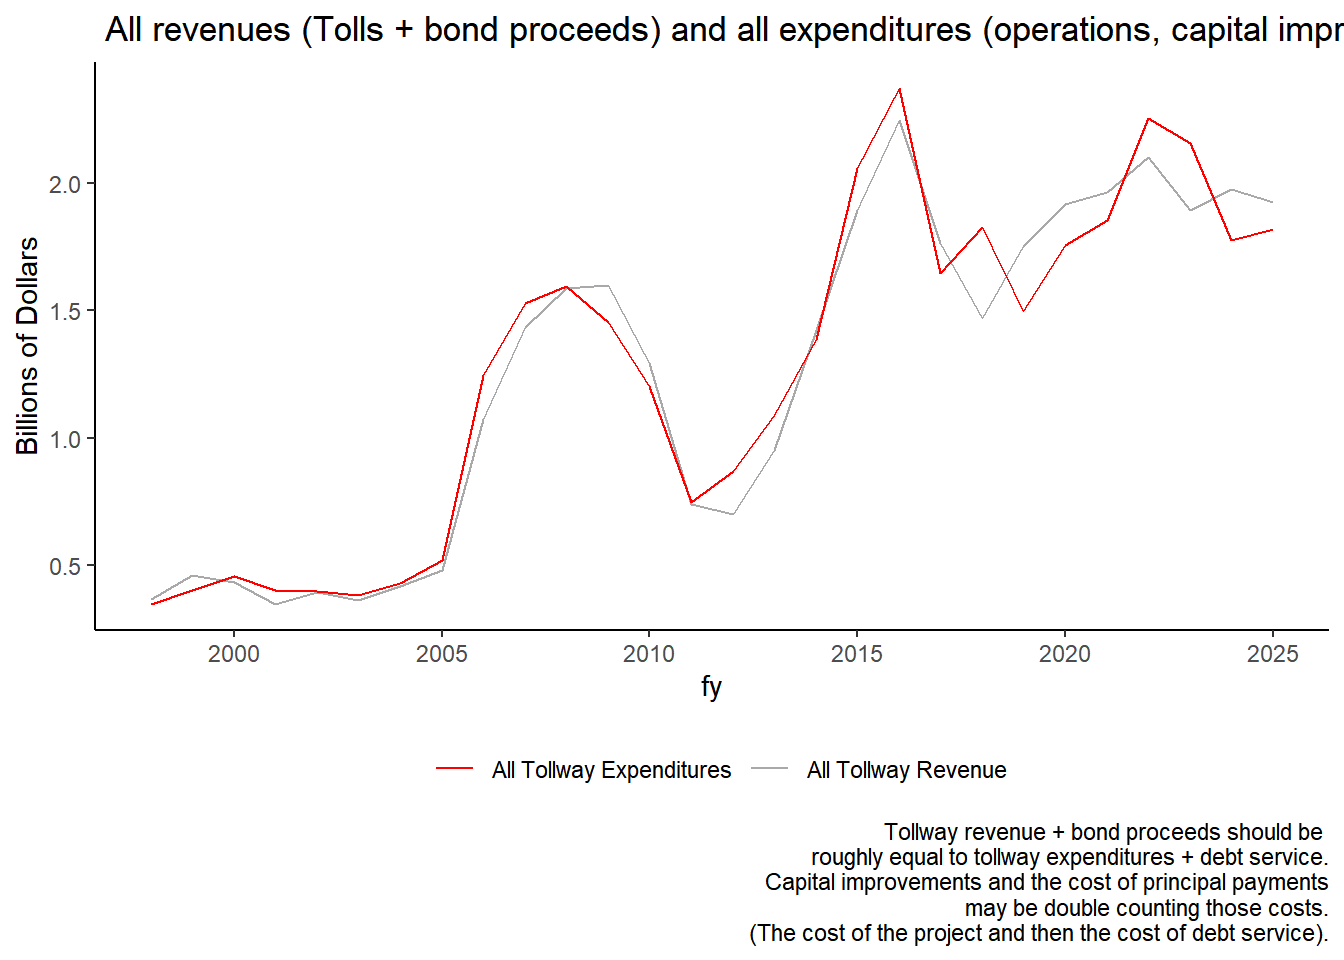 All revenues (Tolls + bond proceeds) and all expenditures (operations, capital impr
2.0
1.5
1.0
0.5
Billions of Dollars
2000 2005 2010 2015 2020 2025
fy
All Tollway Expenditures All Tollway Revenue
Tollway revenue + bond proceeds should be
roughly equal to tollway expenditures + debt service.
Capital improvements and the cost of principal payments
may be double counting those costs.
(The cost of the project and then the cost of debt service).